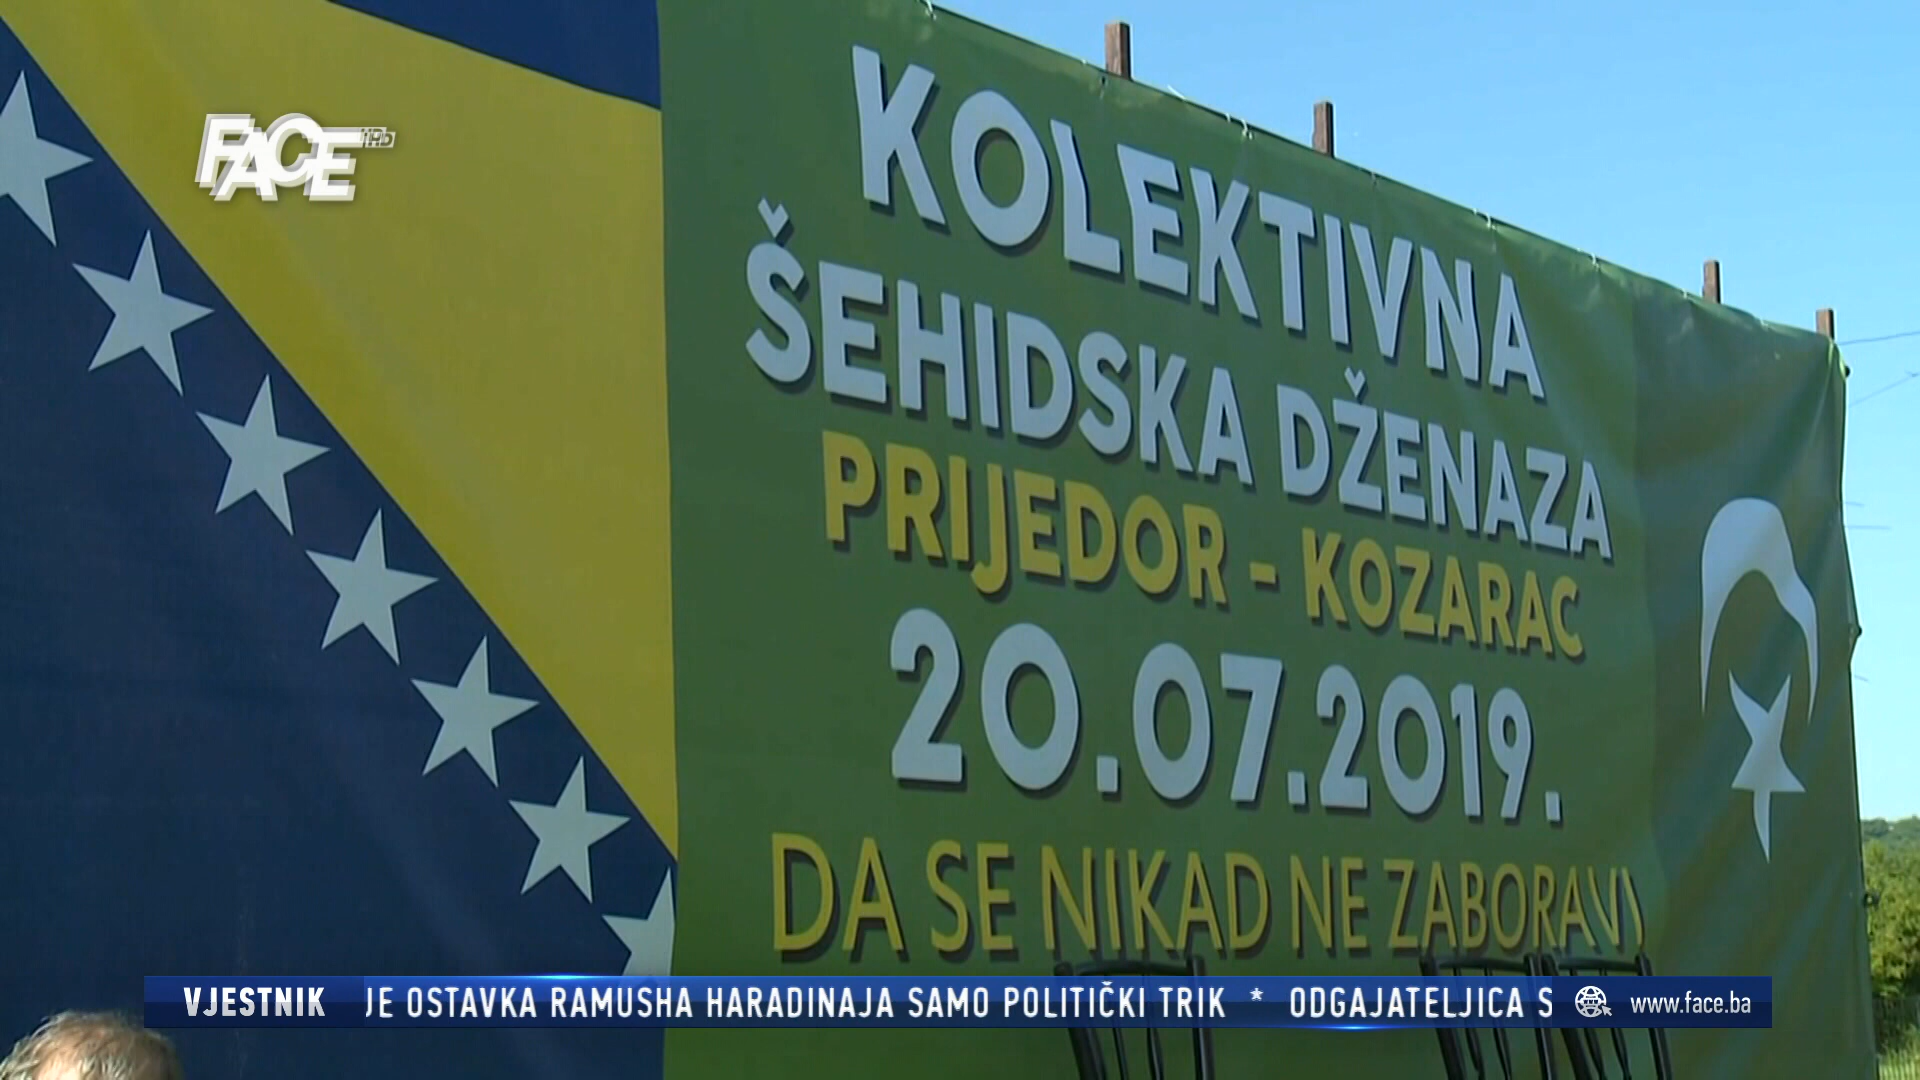 FACE HD
KOLEKTIVNA
ŠEHIDSKA DŽENAZA
PRIJEDOR - KOZARAC
20.07.2019.
DA SE NIKAD NE ZABORAVI
VJESTNIK JE OSTAVKA RAMUSHA HARADINAJA SAMO POLITIČKI TRIK * ODGAJATELJICA S www.face.ba